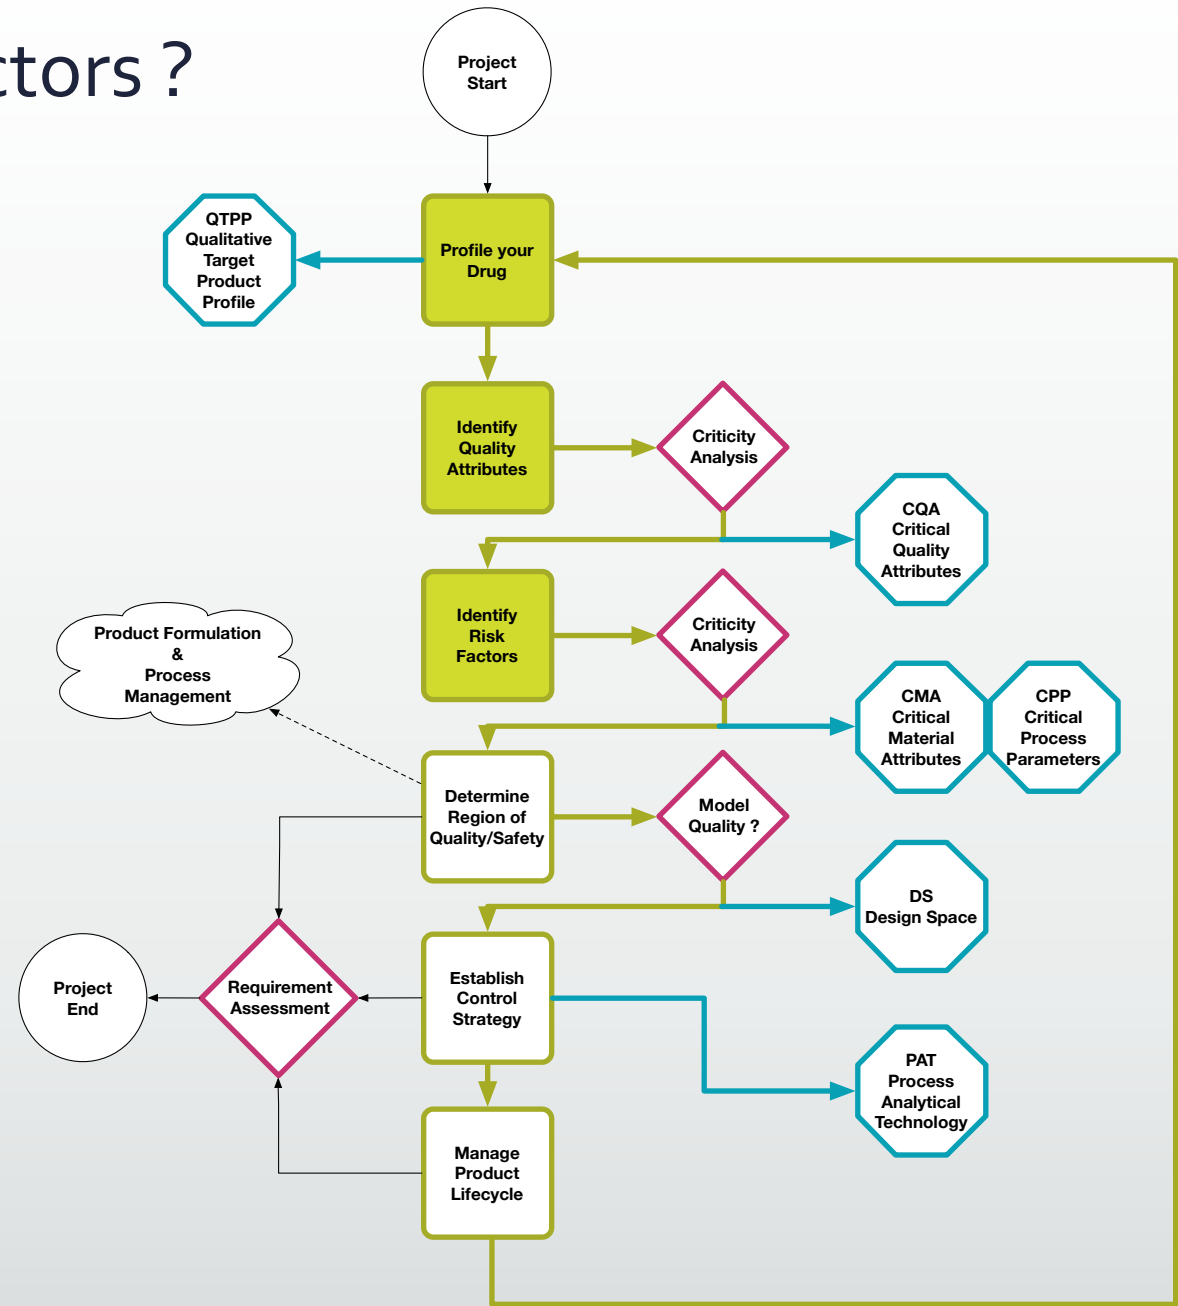 ctors ?
Project
Start
QTPP
Qualitative
Target
Product
Profile
Profile your
Drug
Identify
Quality
Attributes
Criticity
Analysis
CQA
Critical
Quality
Attributes
Identify
Risk
Factors
Criticity
Analysis
Product Formulation
&
Process
Management
CMA
Critical
Material
Attributes
CPP
Critical
Process
Parameters
Determine
Region of
Quality/Safety
Model
Quality ?
DS
Design Space
Project
End
Requirement
Assessment
Establish
Control
Strategy
PAT
Process
Analytical
Technology
Manage
Product
Lifecycle